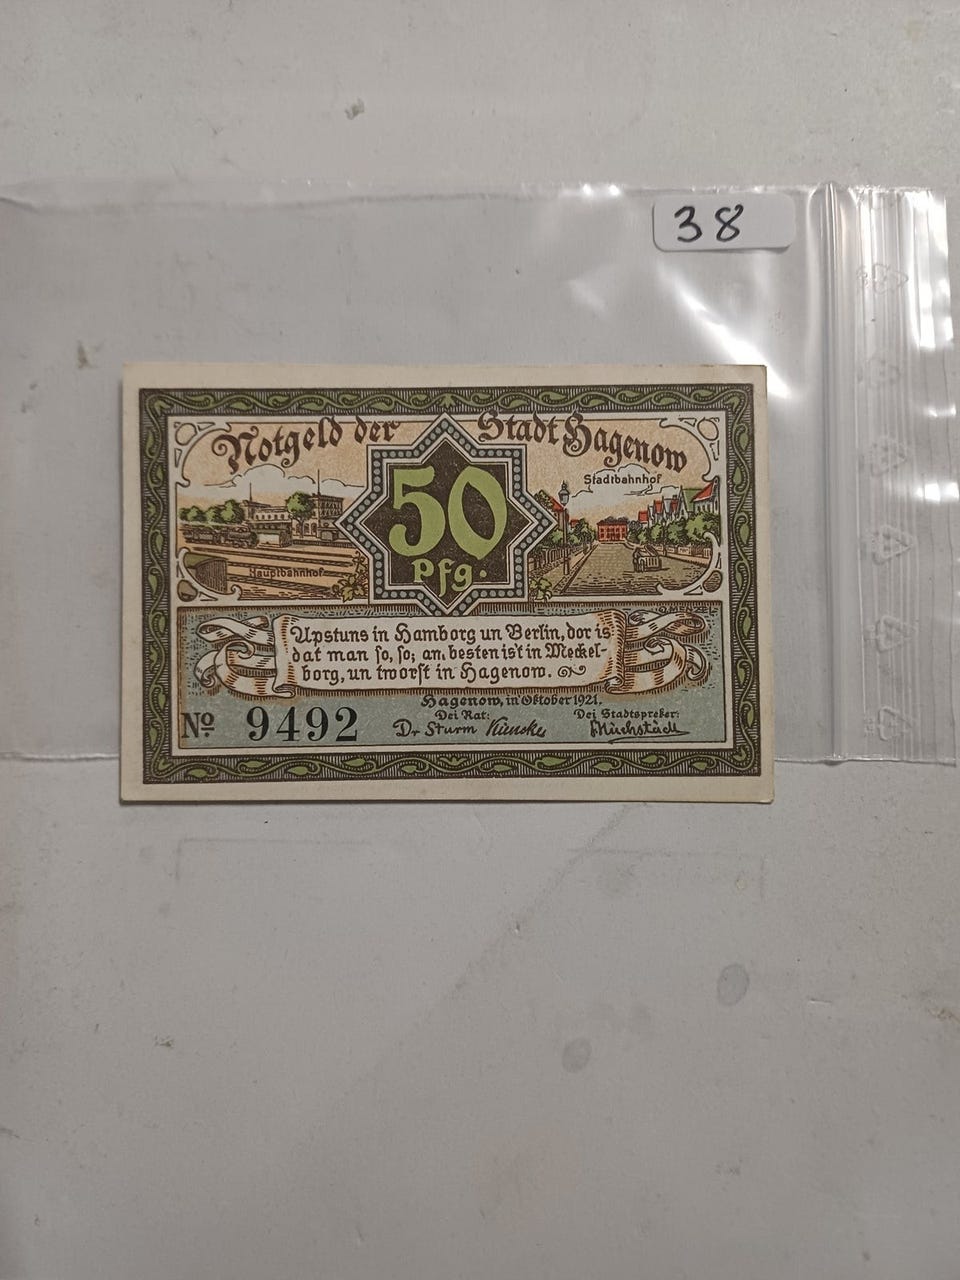 38
Notgeld der Stadt Hagenow
50
Pfg.
Hauptbahnhof
Stadtbahnhof
O. MENZEL
Upstuns in Hamborg un Berlin, dor is
dat man so, so; an, besten ist in Meckel-
borg, un tworst in Hagenow.
Hagenow, in Oktober 1921.
Dei Rat:
Dei Stadtspreker:
Dr Sturm
No 9492